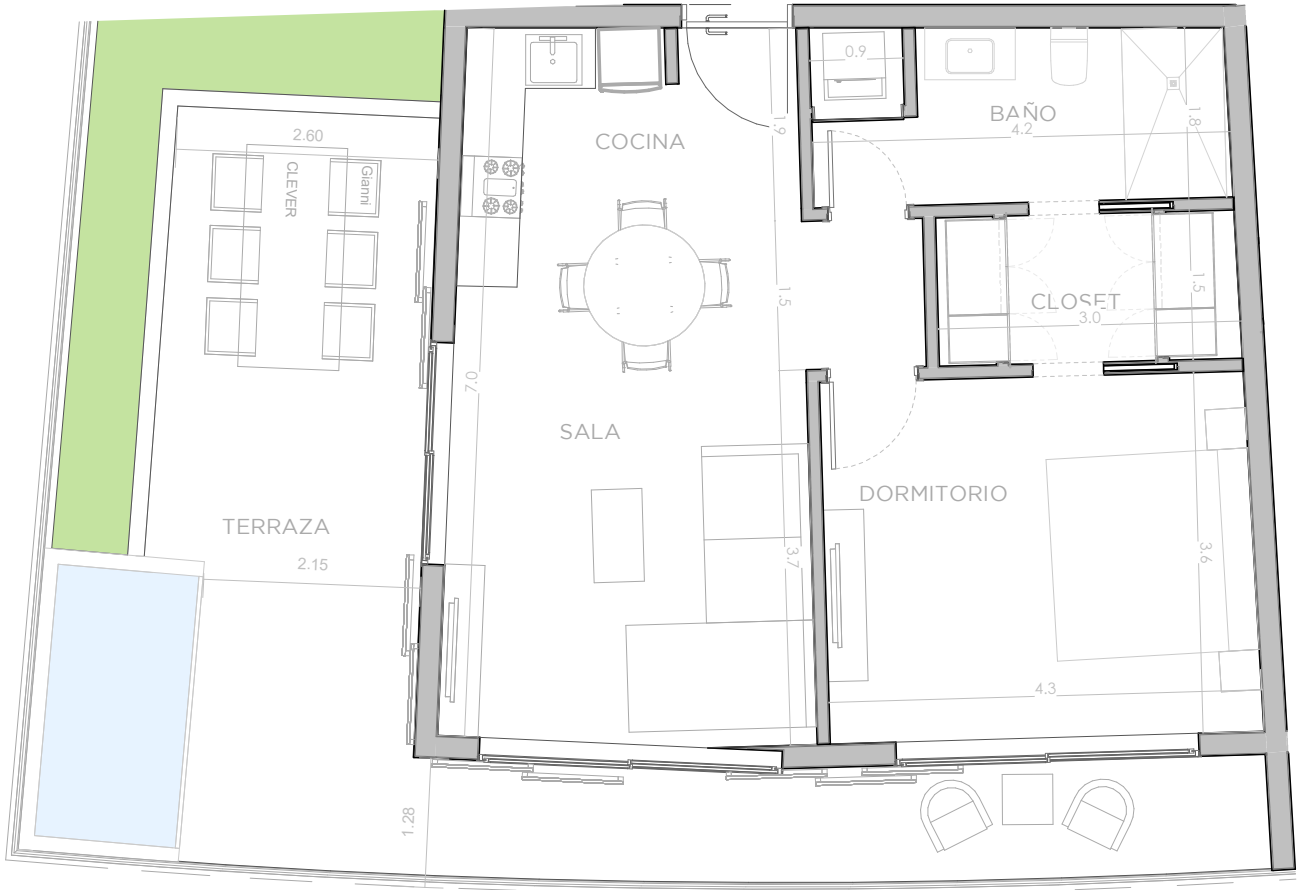 0.9
BAÑO
4.2
1.8
1.9
COCINA
2.60
CLEVER
Gianni
1.5
CLOSET
3.0
1.5
7.0
SALA
DORMITORIO
TERRAZA
2.15
3.7
3.6
4.3
1.28